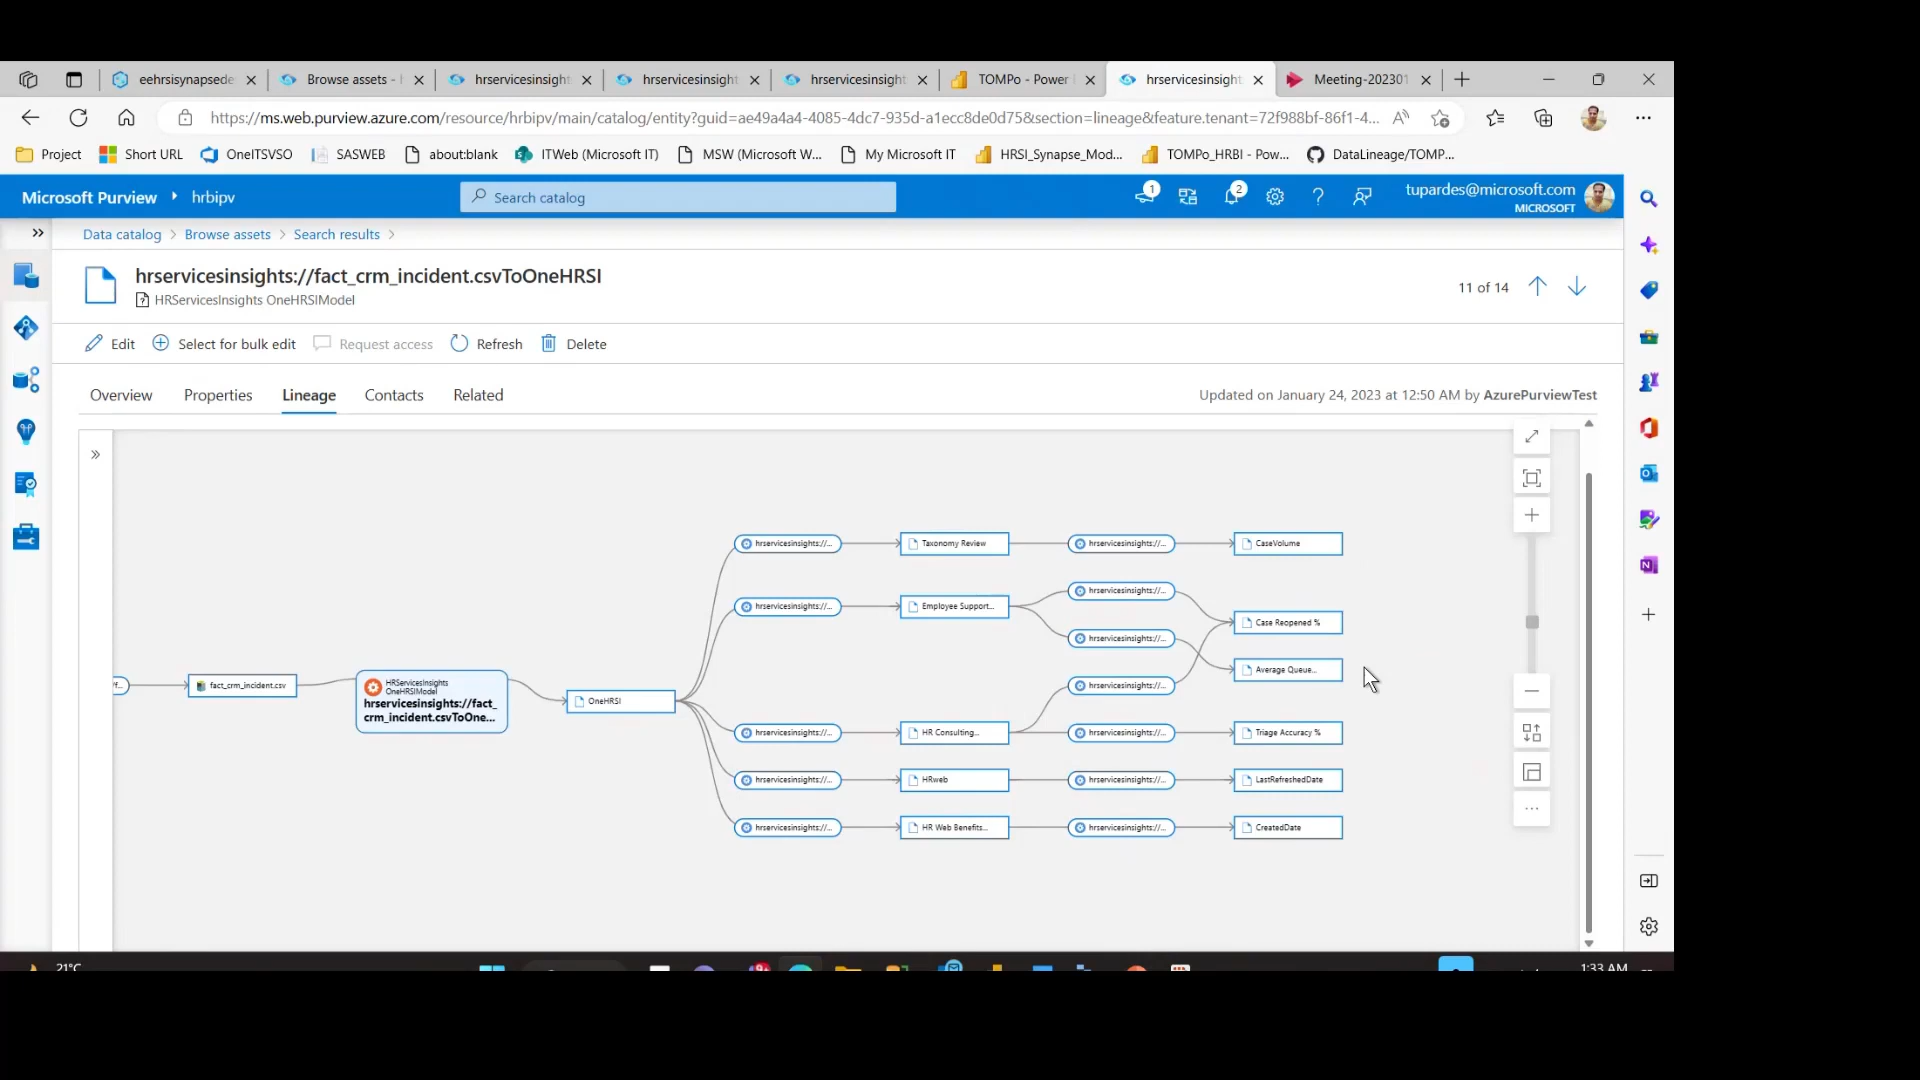 eehrsisynapsede
Browse assets -
hrservicesinsight
hrservicesinsight
hrservicesinsight
TOMPo - Power
hrservicesinsight
Meeting-202301
https://ms.web.purview.azure.com/resource/hrbipv/main/catalog/entity?guid=ae49a4a4-4085-4dc7-935d-a1ecc8de0d75&section=lineage&feature.tenant=72f988bf-86f1-4...
Project
Short URL
OneITSVSO
SASWEB
about:blank
ITWeb (Microsoft IT)
MSW (Microsoft W...
My Microsoft IT
HRSI_Synapse_Mod...
TOMPo_HRBI - Pow...
DataLineage/TOMP...
Microsoft Purview
hrbipv
Search catalog
1
2
tupardes@microsoft.com
MICROSOFT
Data catalog > Browse assets > Search results >
hrservicesinsights://fact_crm_incident.csvToOneHRSI
HRServicesInsights OneHRSIModel
11 of 14
Edit
Select for bulk edit
Request access
Refresh
Delete
Overview
Properties
Lineage
Contacts
Related
Updated on January 24, 2023 at 12:50 AM by AzurePurviewTest
hrservicesinsights://...
Taxonomy Review
hrservicesinsights://...
CaseVolume
hrservicesinsights://...
hrservicesinsights://...
Employee Support...
Case Reopened %
hrservicesinsights://...
Average Queue...
fact_crm_incident.csv
HRServicesInsights
OneHRSIModel
hrservicesinsights://fact_
crm_incident.csvToOne...
OneHRSI
hrservicesinsights://...
hrservicesinsights://...
HR Consulting...
hrservicesinsights://...
Triage Accuracy %
hrservicesinsights://...
HRweb
hrservicesinsights://...
LastRefreshedDate
hrservicesinsights://...
HR Web Benefits...
hrservicesinsights://...
CreatedDate
21°C
1:33 AM